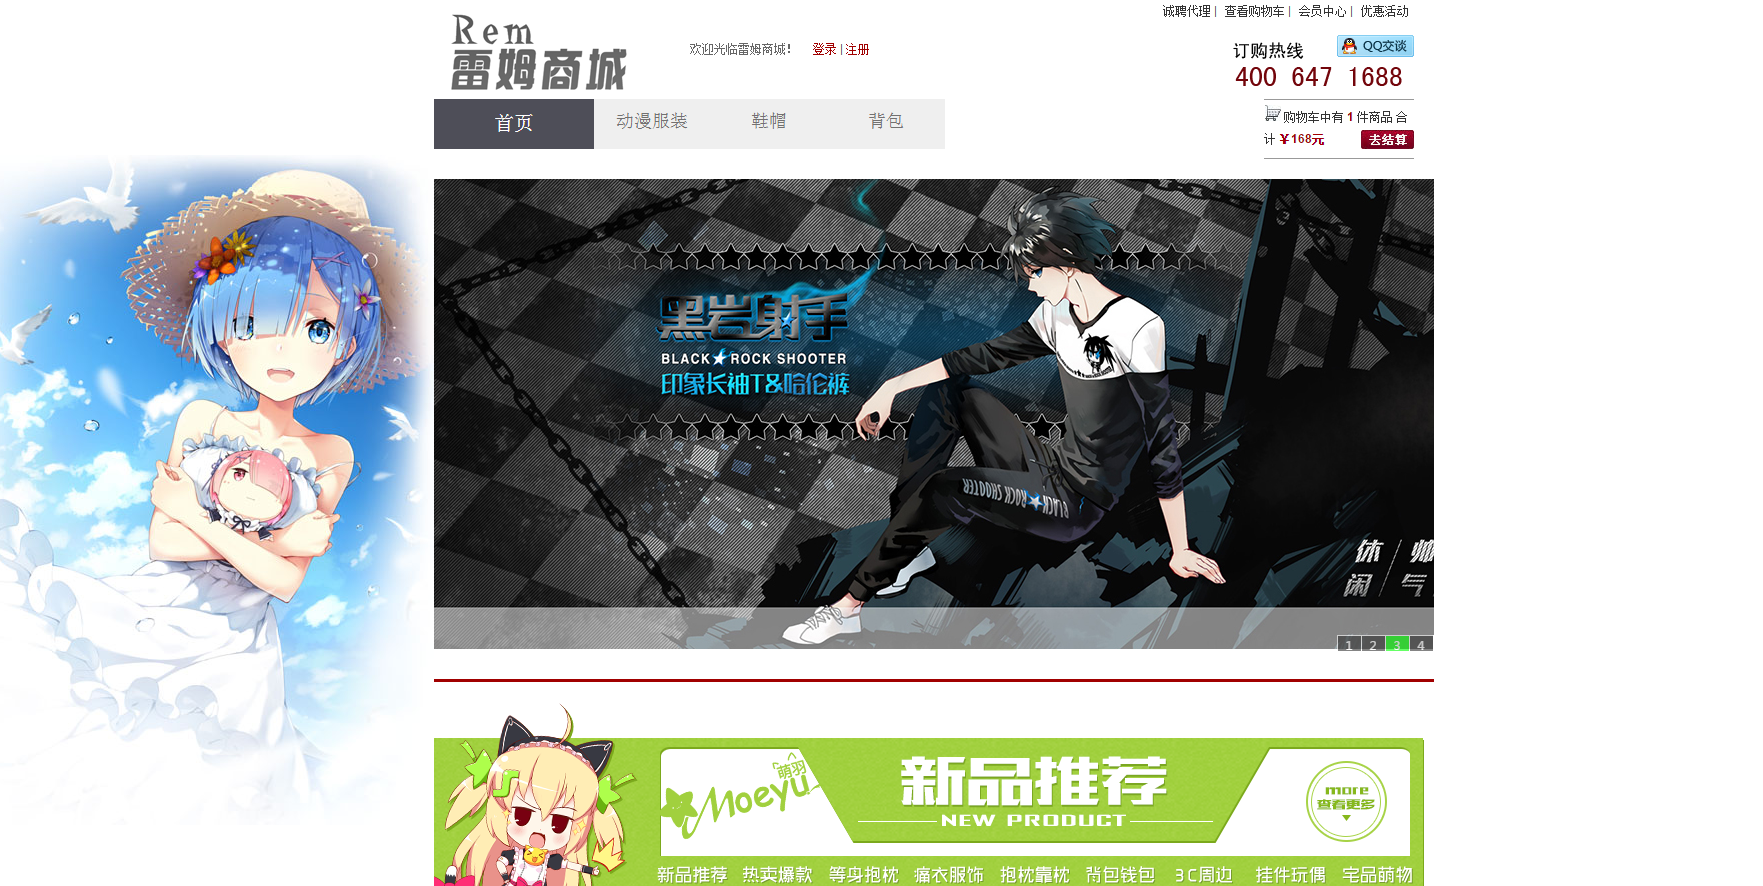 诚聘代理 | 查看购物车 | 会员中心 | 优惠活动
Rem
雷姆商城
欢迎光临雷姆商城！ 登录 | 注册
订购热线 QQ交谈
400 647 1688
首页 动漫服装 鞋帽 背包
购物车中有 1 件商品 合
计 ￥168元 去结算
黑岩射手
BLACK★ROCK SHOOTER
印象长袖T&哈伦裤
BLACK★ROCK SHOOTER
休 / 帅
闲 / 气
1 2 3 4
「萌羽」
Moeyu
新品推荐
NEW PRODUCT
more
查看更多
新品推荐 热卖爆款 等身抱枕 痛衣服饰 抱枕靠枕 背包钱包 3C周边 挂件玩偶 宅品萌物